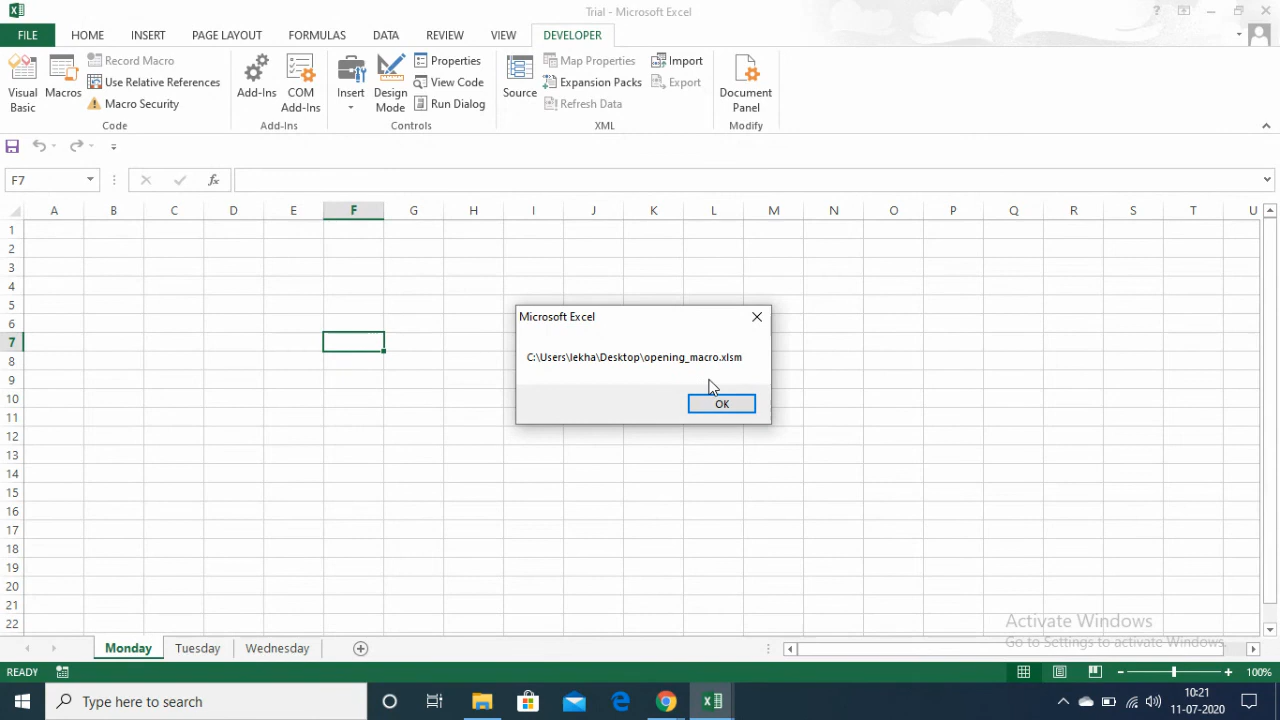 Trial - Microsoft Excel
FILE HOME INSERT PAGE LAYOUT FORMULAS DATA REVIEW VIEW DEVELOPER
Visual Basic
Macros
Record Macro
Use Relative References
Macro Security
Code
Add-Ins
COM Add-Ins
Add-Ins
Insert
Design Mode
Properties
View Code
Run Dialog
Controls
Source
Map Properties
Expansion Packs
Refresh Data
Import
Export
XML
Document Panel
Modify
F7
fx
A B C D E F G H I J K L M N O P Q R S T U
1
2
3
4
5
6
7
8
9
10
11
12
13
14
15
16
17
18
19
20
21
22
Microsoft Excel
C:\Users\lekha\Desktop\opening_macro.xlsm
OK
Activate Windows
Go to Settings to activate Windows.
Monday Tuesday Wednesday
READY
100%
Type here to search
10:21
11-07-2020